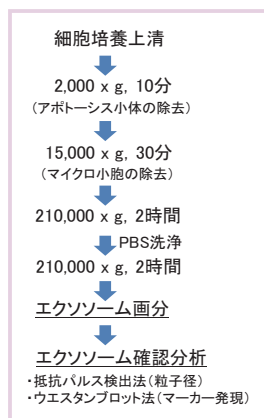 細胞培養上清
2,000 x g, 10分
(アポトーシス小体の除去)
15,000 x g, 30分
(マイクロ小胞の除去)
210,000 x g, 2時間
PBS洗浄
210,000 x g, 2時間
エクソソーム画分
エクソソーム確認分析
・抵抗パルス検出法(粒子径)
・ウエスタンブロット法(マーカー発現)